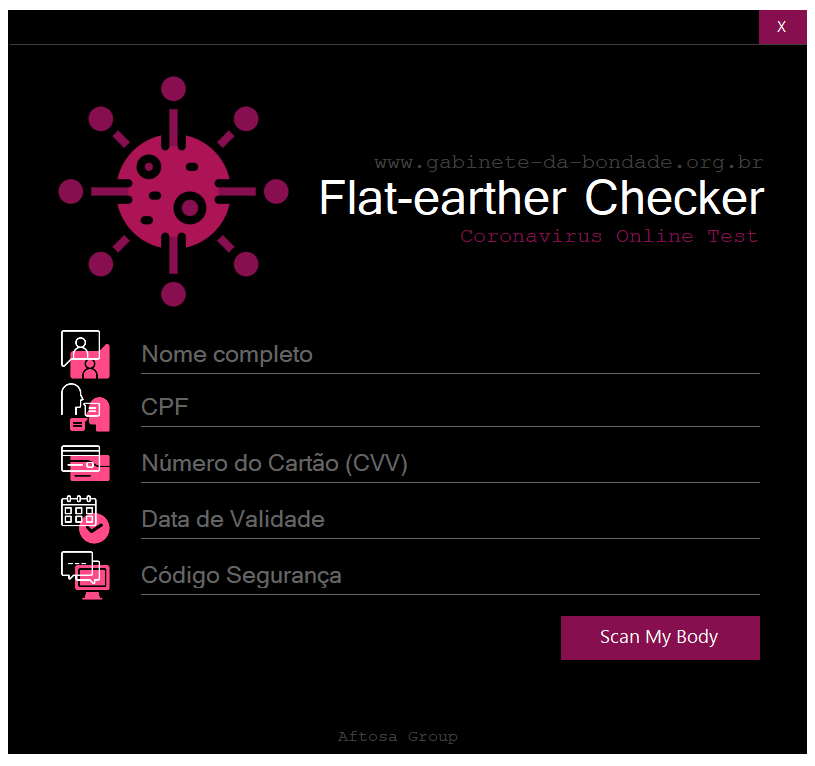 X
www.gabinete-da-bondade.org.br
Flat-earther Checker
Coronavirus Online Test
Nome completo
CPF
Número do Cartão (CVV)
Data de Validade
Código Segurança
Scan My Body
Aftosa Group